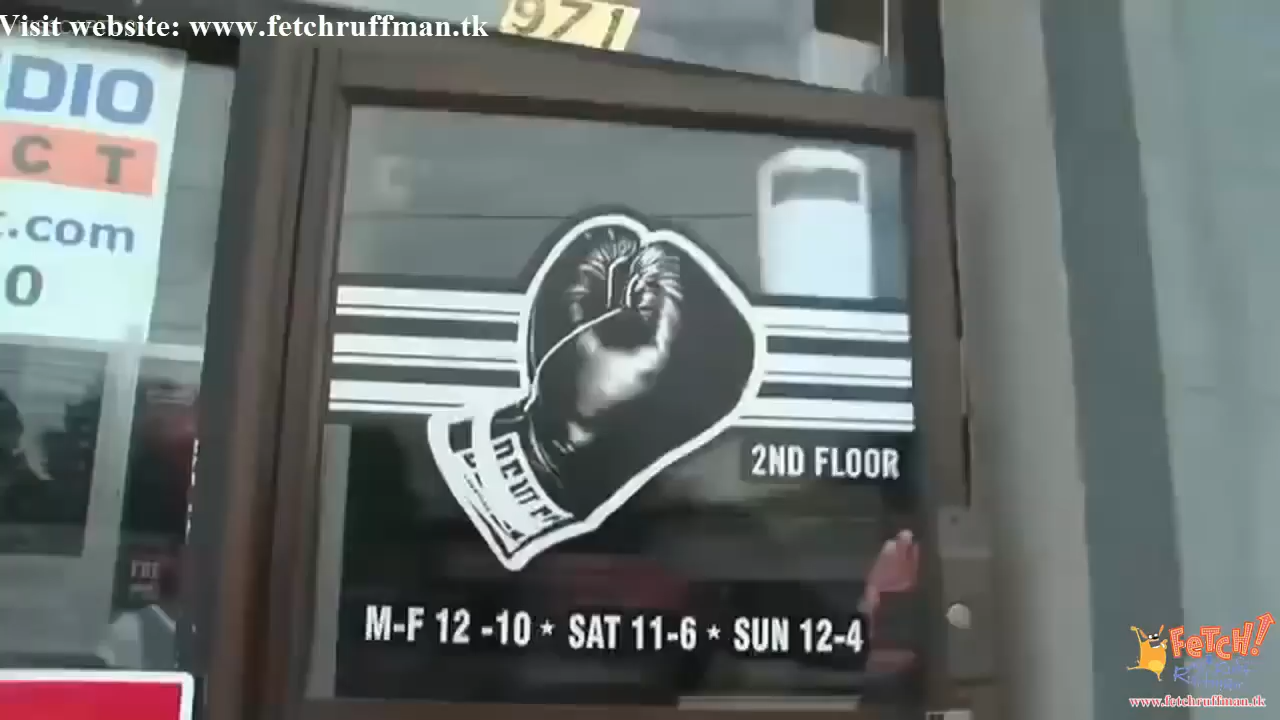 Visit website: www.fetchruffman.tk
971
DIO
C T
t.com
0
2ND FLOOR
M-F 12 -10 * SAT 11-6 * SUN 12-4
FETCH!
www.fetchruffman.tk